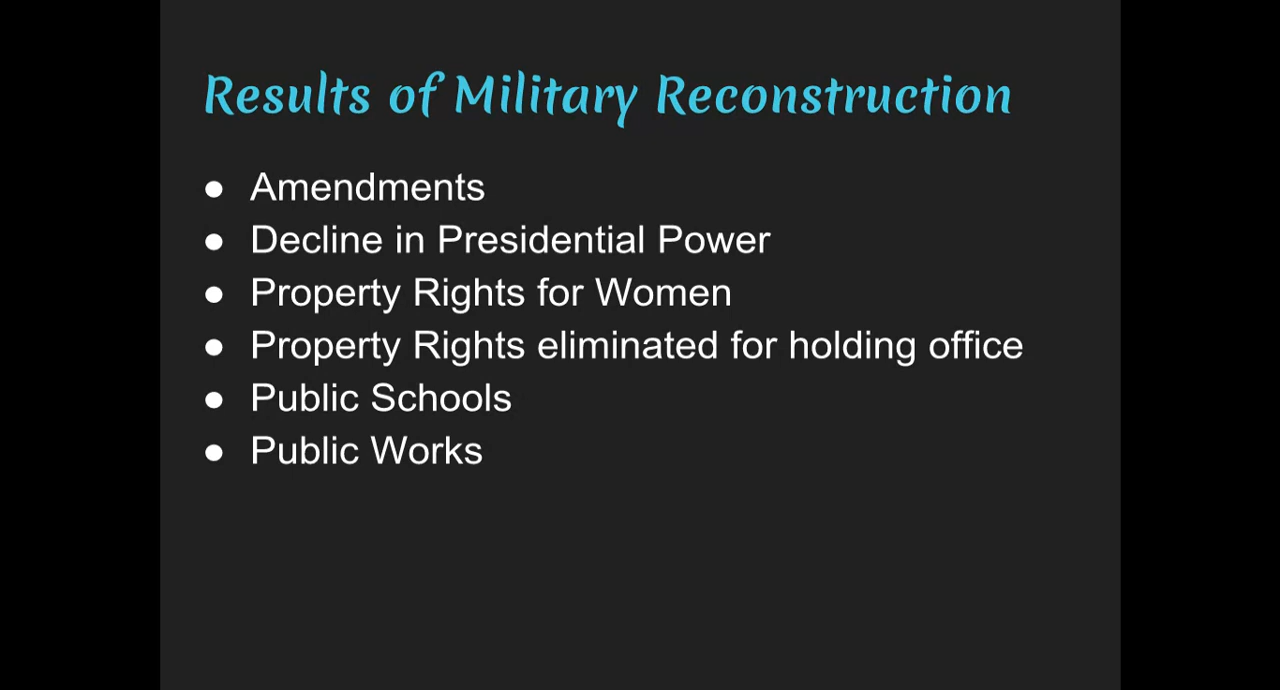 Results of Military Reconstruction
● Amendments
● Decline in Presidential Power
● Property Rights for Women
● Property Rights eliminated for holding office
● Public Schools
● Public Works